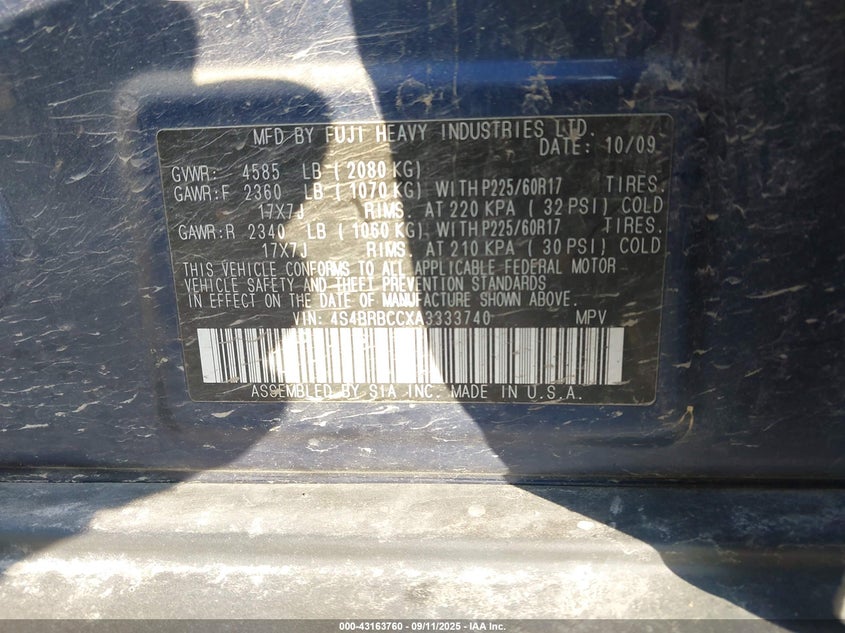 MFD BY FUJI HEAVY INDUSTRIES LTD.
DATE: 10/09
GVWR: 4585 LB ( 2080 KG)
GAWR:F 2360 LB ( 1070 KG) WITH P225/60R17 TIRES.
17X7J RIMS. AT 220 KPA ( 32 PSI) COLD
GAWR:R 2340 LB ( 1060 KG) WITH P225/60R17 TIRES.
17X7J RIMS. AT 210 KPA ( 30 PSI) COLD
THIS VEHICLE CONFORMS TO ALL APPLICABLE FEDERAL MOTOR
VEHICLE SAFETY AND THEFT PREVENTION STANDARDS
IN EFFECT ON THE DATE OF MANUFACTURE SHOWN ABOVE.
VIN: 4S4BRBCCXA3333740 MPV
ASSEMBLED BY SIA INC. MADE IN U.S.A.
000-43163760 - 09/11/2025 - IAA Inc.